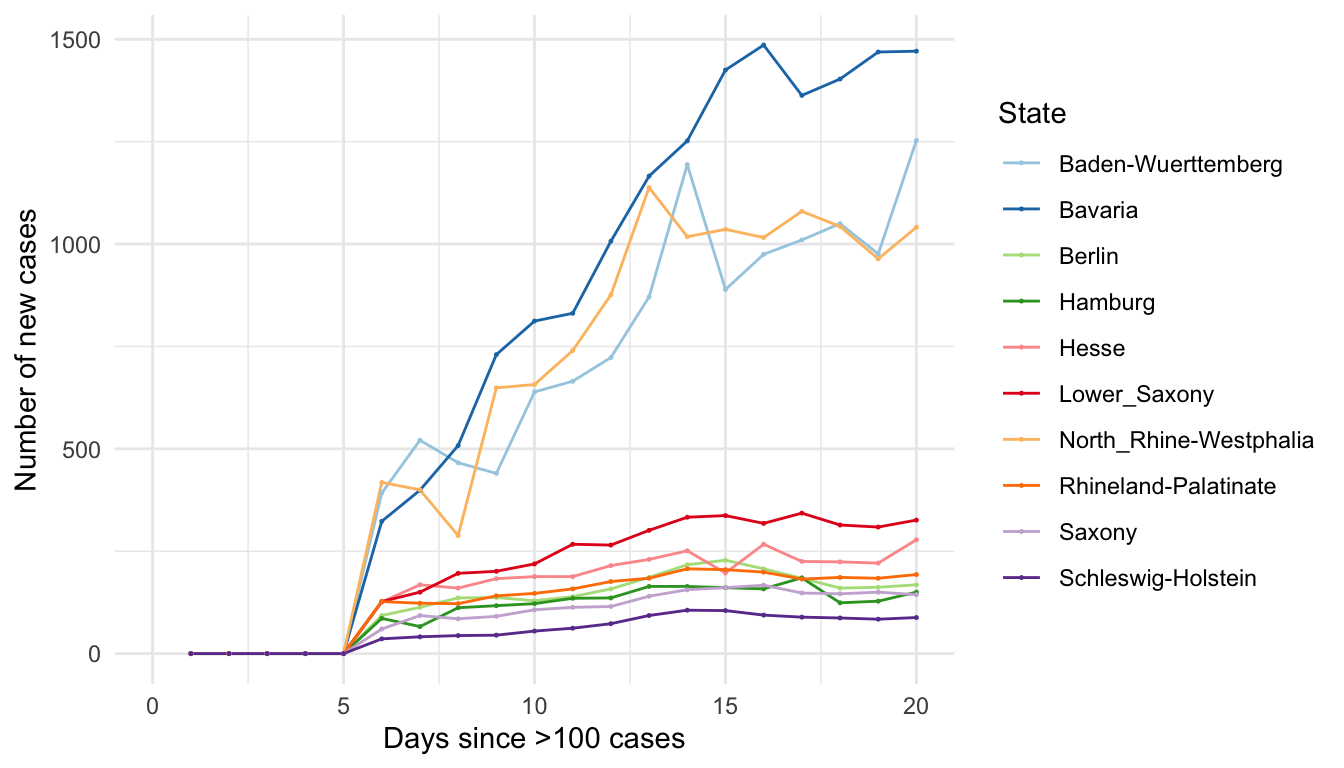 1500
1000
500
0
Number of new cases
0 5 10 15 20
Days since >100 cases
State
Baden-Wuerttemberg
Bavaria
Berlin
Hamburg
Hesse
Lower_Saxony
North_Rhine-Westphalia
Rhineland-Palatinate
Saxony
Schleswig-Holstein